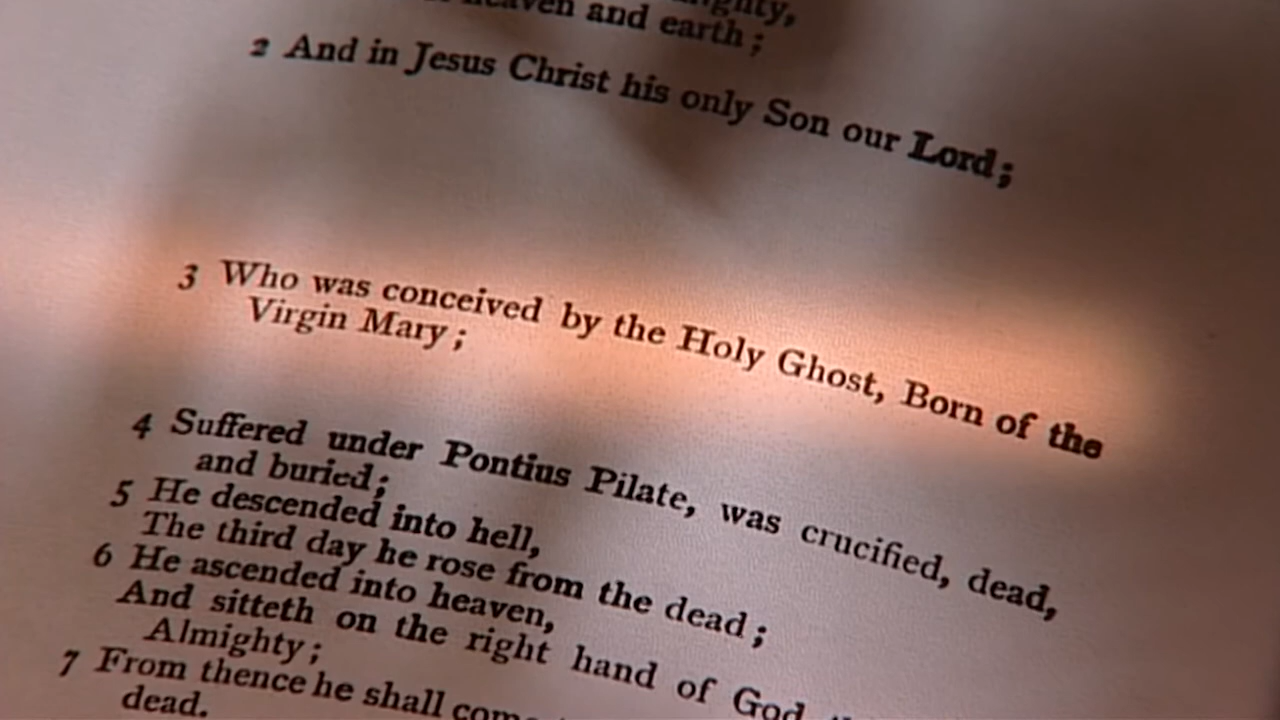 heaven and earth;
2 And in Jesus Christ his only Son our Lord;
3 Who was conceived by the Holy Ghost, Born of the
Virgin Mary;
4 Suffered under Pontius Pilate, was crucified, dead,
and buried;
5 He descended into hell,
The third day he rose from the dead;
6 He ascended into heaven,
And sitteth on the right hand of God
Almighty;
7 From thence he shall come
dead.